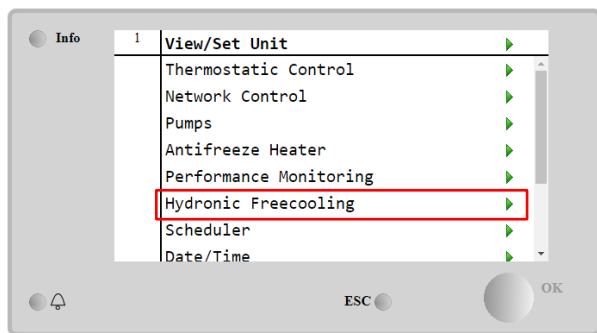 Info
1 View/Set Unit
Thermostatic Control
Network Control
Pumps
Antifreeze Heater
Performance Monitoring
Hydronic Freecooling
Scheduler
Date/Time
ESC
OK